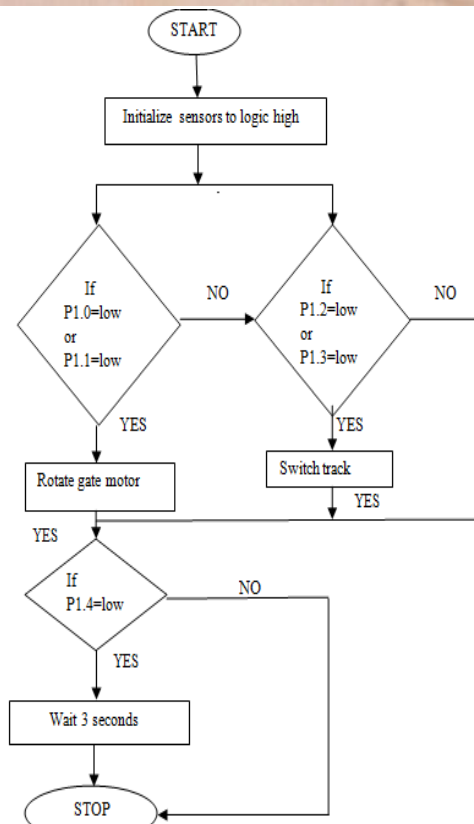 START
Initialize sensors to logic high
If
P1.0=low
or
P1.1=low
NO
If
P1.2=low
or
P1.3=low
NO
YES
YES
Rotate gate motor
Switch track
YES
YES
If
P1.4=low
NO
YES
Wait 3 seconds
STOP